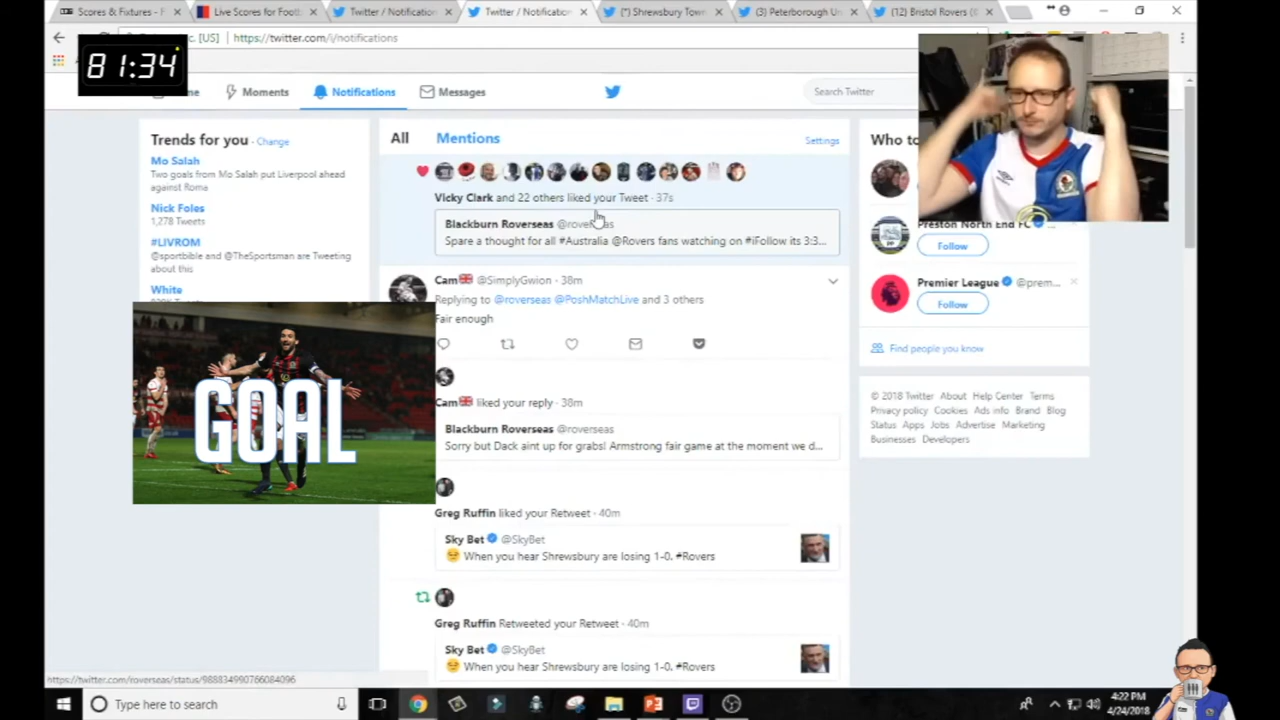 Scores & Fixtures - F
Live Scores for Footb
Twitter / Notification
Twitter / Notification
(*) Shrewsbury Town
(3) Peterborough Un
(12) Bristol Rovers (@
[US]
https://twitter.com/i/notifications
81:34
Moments
Notifications
Messages
Search Twitter
Trends for you · Change
Mo Salah
Two goals from Mo Salah put Liverpool ahead
against Roma
Nick Foles
1,278 Tweets
#LIVROM
@sportbible and @TheSportsman are Tweeting
about this
White
All
Mentions
Settings
Vicky Clark and 22 others liked your Tweet · 37s
Blackburn Roverseas
Spare a thought for all #Australia @Rovers fans watching on #iFollow its 3:3...
Cam @SimplyGwion · 38m
Replying to @roverseas @PoshMatchLive and 3 others
Fair enough
Cam liked your reply · 38m
Blackburn Roverseas @roverseas
Sorry but Dack aint up for grabs! Armstrong fair game at the moment we d...
Greg Ruffin liked your Retweet · 40m
Sky Bet @SkyBet
When you hear Shrewsbury are losing 1-0. #Rovers
Greg Ruffin Retweeted your Retweet · 40m
Sky Bet @SkyBet
When you hear Shrewsbury are losing 1-0. #Rovers
GOAL
Who to
Preston North End FC
Follow
Premier League @prem...
Follow
Find people you know
© 2018 Twitter About Help Center Terms
Privacy policy Cookies Ads info Brand Blog
Status Apps Jobs Advertise Marketing
Businesses Developers
https://twitter.com/roverseas/status/988834990766084096
Type here to search
4:22 PM
4/24/2018